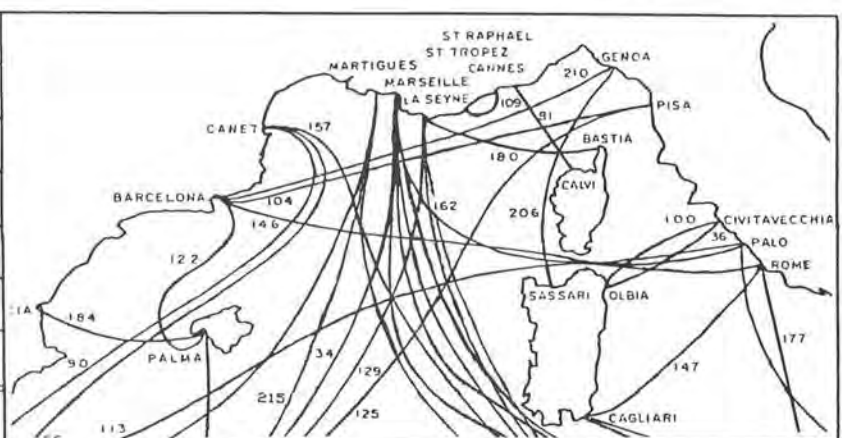 ST RAPHAEL
ST TROPEZ
GENOA
MARTIGUES
CANNES
210
MARSEILLE
LA SEYNE
109
81
PISA
CANET
157
BASTIA
180
CALVI
BARCELONA
104
162
146
206
100
CIVITAVECCHIA
36
PALO
122
ROME
CIA
184
SASSARI
OLBIA
PALMA
34
177
90
129
147
215
125
113
CAGLIARI